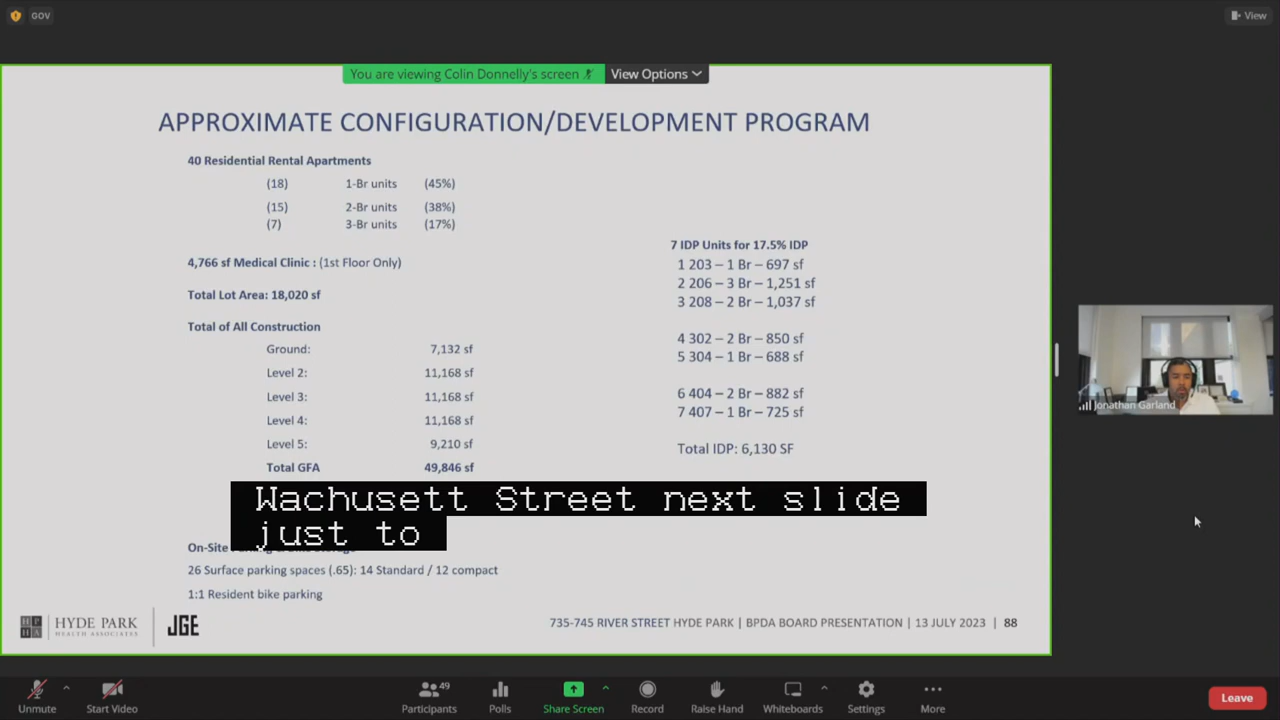 GOV
View
You are viewing Colin Donnelly's screen
View Options
APPROXIMATE CONFIGURATION/DEVELOPMENT PROGRAM
40 Residential Rental Apartments
(18) 1-Br units (45%)
(15) 2-Br units (38%)
(7) 3-Br units (17%)
4,766 sf Medical Clinic : (1st Floor Only)
Total Lot Area: 18,020 sf
Total of All Construction
Ground: 7,132 sf
Level 2: 11,168 sf
Level 3: 11,168 sf
Level 4: 11,168 sf
Level 5: 9,210 sf
Total GFA 49,846 sf
7 IDP Units for 17.5% IDP
1 203 – 1 Br – 697 sf
2 206 – 3 Br – 1,251 sf
3 208 – 2 Br – 1,037 sf
4 302 – 2 Br – 850 sf
5 304 – 1 Br – 688 sf
6 404 – 2 Br – 882 sf
7 407 – 1 Br – 725 sf
Total IDP: 6,130 SF
Wachusett Street next slide
just to
On-Site
26 Surface parking spaces (.65): 14 Standard / 12 compact
1:1 Resident bike parking
HYDE PARK
HEALTH ASSOCIATES
JGE
735-745 RIVER STREET HYDE PARK | BPDA BOARD PRESENTATION | 13 JULY 2023 | 88
Jonathan Garland
Unmute
Start Video
49
Participants
Polls
Share Screen
Record
Raise Hand
Whiteboards
Settings
More
Leave